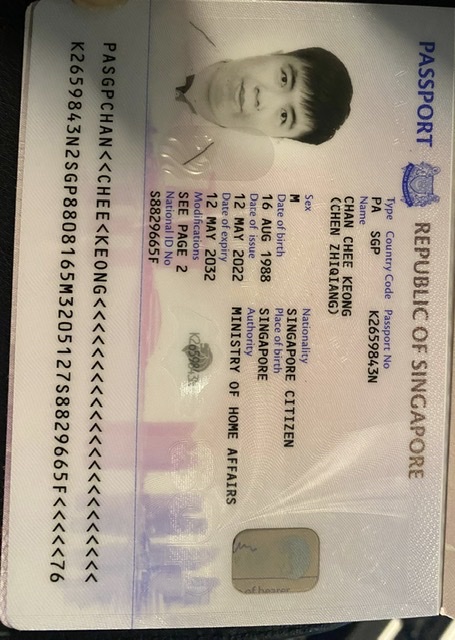 PASSPORT
REPUBLIC OF SINGAPORE
Type Country Code Passport No
PA SGP K2659843N
Name
CHAN CHEE KEONG
(CHEN ZHIQIANG)
Sex Nationality
M SINGAPORE CITIZEN
Date of birth Place of birth
16 AUG 1988 SINGAPORE
Date of issue Authority
12 MAY 2022 MINISTRY OF HOME AFFAIRS
Date of expiry
12 MAY 2032
Modifications
SEE PAGE 2
National ID No
S8829665F
of bearer
PASGPCHAN<<CHEE<KEONG<<<<<<<<<<<<<<<<<<<<<<<
K2659843N2SGP8808165M3205127S8829665F<<<<<76